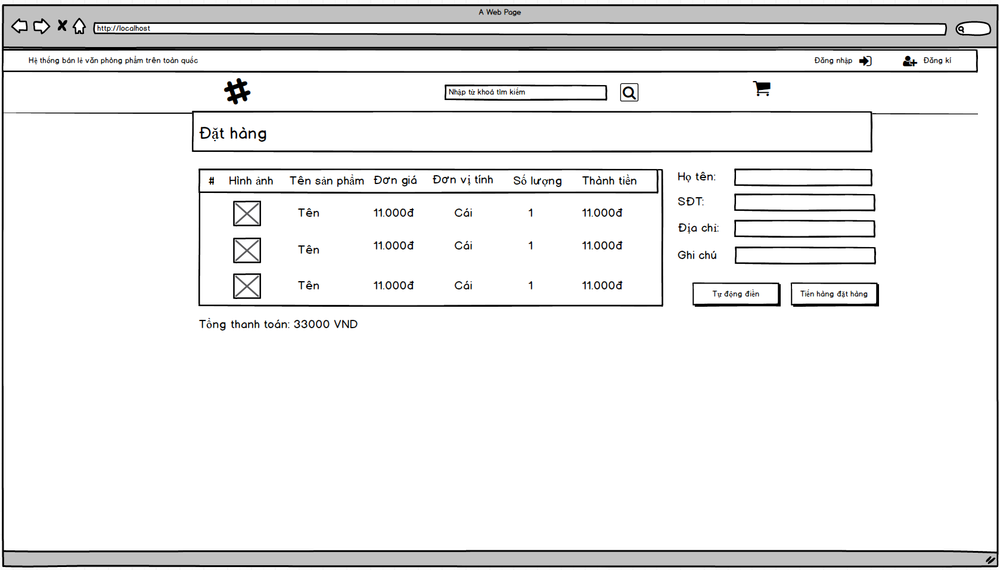 A Web Page
http://localhost
Hệ thống bán lẻ văn phòng phẩm trên toàn quốc
Đăng nhập
Đăng kí
Nhập từ khoá tìm kiếm
Đặt hàng
# Hình ảnh Tên sản phẩm Đơn giá Đơn vị tính Số lượng Thành tiền
Tên 11.000đ Cái 1 11.000đ
Tên 11.000đ Cái 1 11.000đ
Tên 11.000đ Cái 1 11.000đ
Tổng thanh toán: 33000 VND
Họ tên:
SĐT:
Địa chỉ:
Ghi chú
Tự động điền
Tiến hàng đặt hàng